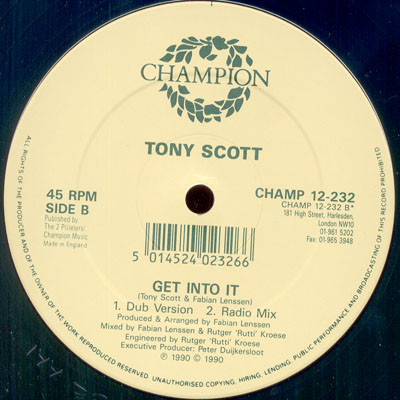 CHAMPION
TONY SCOTT
45 RPM
SIDE B
Published by
The 2 Pieters/
Champion Music
Made in England
CHAMP 12-232
CHAMP 12-232 B*
181 High Street, Harlesden,
London NW10
01-961 5202
Fax: 01-965 3948
5 014524 023266
GET INTO IT
(Tony Scott & Fabian Lenssen)
1. Dub Version 2. Radio Mix
Produced & Arranged by Fabian Lenssen
Mixed by Fabian Lenssen & Rutger 'Rutti' Kroese
Engineered by Rutger 'Rutti' Kroese
Executive Producer: Peter Duijkersloot
℗ 1990 © 1990
ALL RIGHTS OF THE PRODUCER AND OF THE OWNER OF THE WORK REPRODUCED RESERVED. UNAUTHORISED COPYING, HIRING, LENDING, PUBLIC PERFORMANCE AND BROADCASTING OF THIS RECORD PROHIBITED